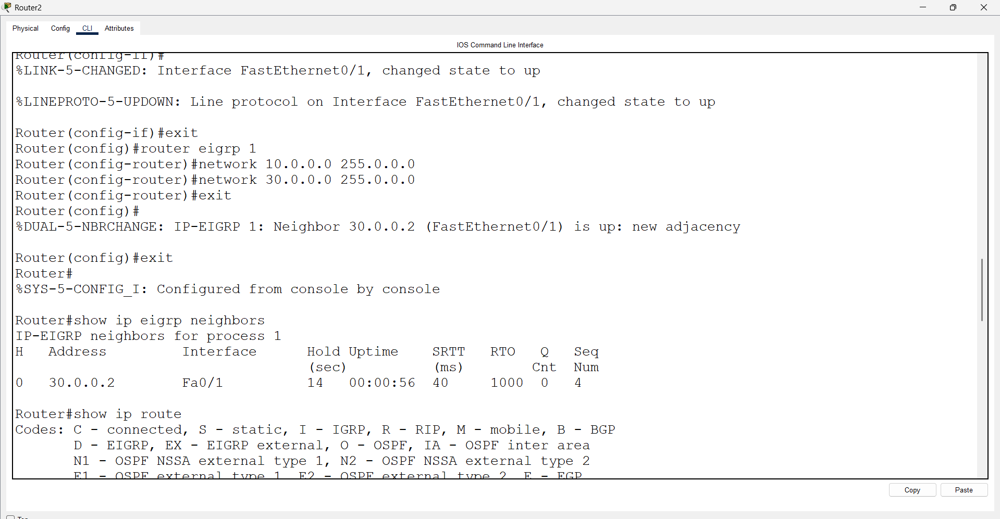 Router2
Physical Config CLI Attributes
IOS Command Line Interface
Router(config-if)#
%LINK-5-CHANGED: Interface FastEthernet0/1, changed state to up
%LINEPROTO-5-UPDOWN: Line protocol on Interface FastEthernet0/1, changed state to up
Router(config-if)#exit
Router(config)#router eigrp 1
Router(config-router)#network 10.0.0.0 255.0.0.0
Router(config-router)#network 30.0.0.0 255.0.0.0
Router(config-router)#exit
Router(config)#
%DUAL-5-NBRCHANGE: IP-EIGRP 1: Neighbor 30.0.0.2 (FastEthernet0/1) is up: new adjacency
Router(config)#exit
Router#
%SYS-5-CONFIG_I: Configured from console by console
Router#show ip eigrp neighbors
IP-EIGRP neighbors for process 1
H Address Interface Hold Uptime SRTT RTO Q Seq
(sec) (ms) Cnt Num
0 30.0.0.2 Fa0/1 14 00:00:56 40 1000 0 4
Router#show ip route
Codes: C - connected, S - static, I - IGRP, R - RIP, M - mobile, B - BGP
D - EIGRP, EX - EIGRP external, O - OSPF, IA - OSPF inter area
N1 - OSPF NSSA external type 1, N2 - OSPF NSSA external type 2
E1 - OSPF external type 1, E2 - OSPF external type 2, E - EGP
Copy Paste
Top